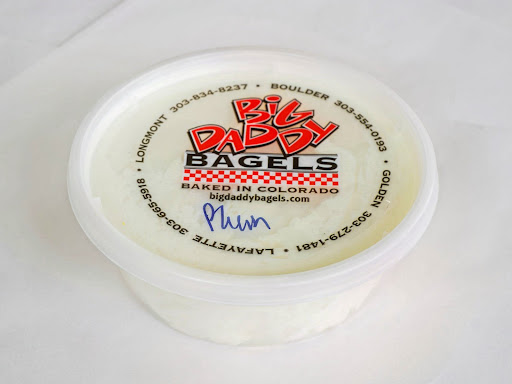 BIG
DADDY
BAGELS
BAKED IN COLORADO
bigdaddybagels.com
LONGMONT 303-834-8237 • BOULDER 303-554-0193 • GOLDEN 303-279-1481 • LAFAYETTE 303-665-5918 •